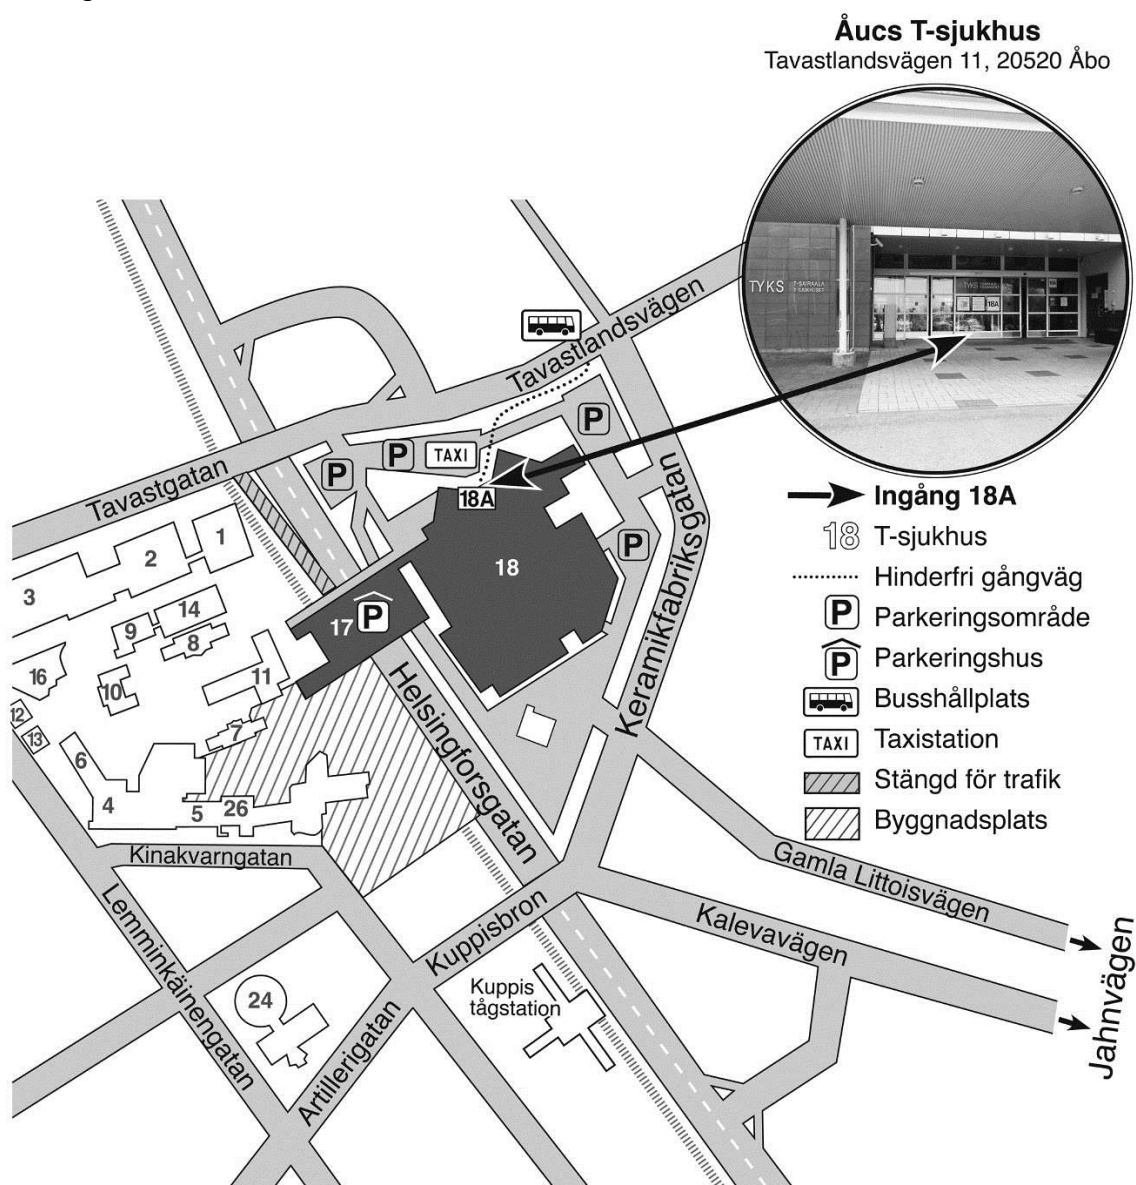 Åucs T-sjukhus
Tavastlandsvägen 11, 20520 Åbo
TYKS
TYKS
18A
Tavastlandsvägen
P
P
TAXI
P
Tavastgatan
18A
Keramikfabriksgatan
1
2
3
P
18
14
17
P
9
8
16
11
10
12
13
7
6
4
5
26
Helsingforsgatan
Ingång 18A
18 T-sjukhus
Hinderfri gångväg
P Parkeringsområde
P Parkeringshus
Busshållplats
TAXI Taxistation
Stängd för trafik
Byggnadsplats
Kinakvarngatan
Gamla Littoisvägen
Lemminkäinengatan
Kuppisbron
Kalevavägen
Jahnvägen
24
Kuppis
tågstation
Artillerigatan